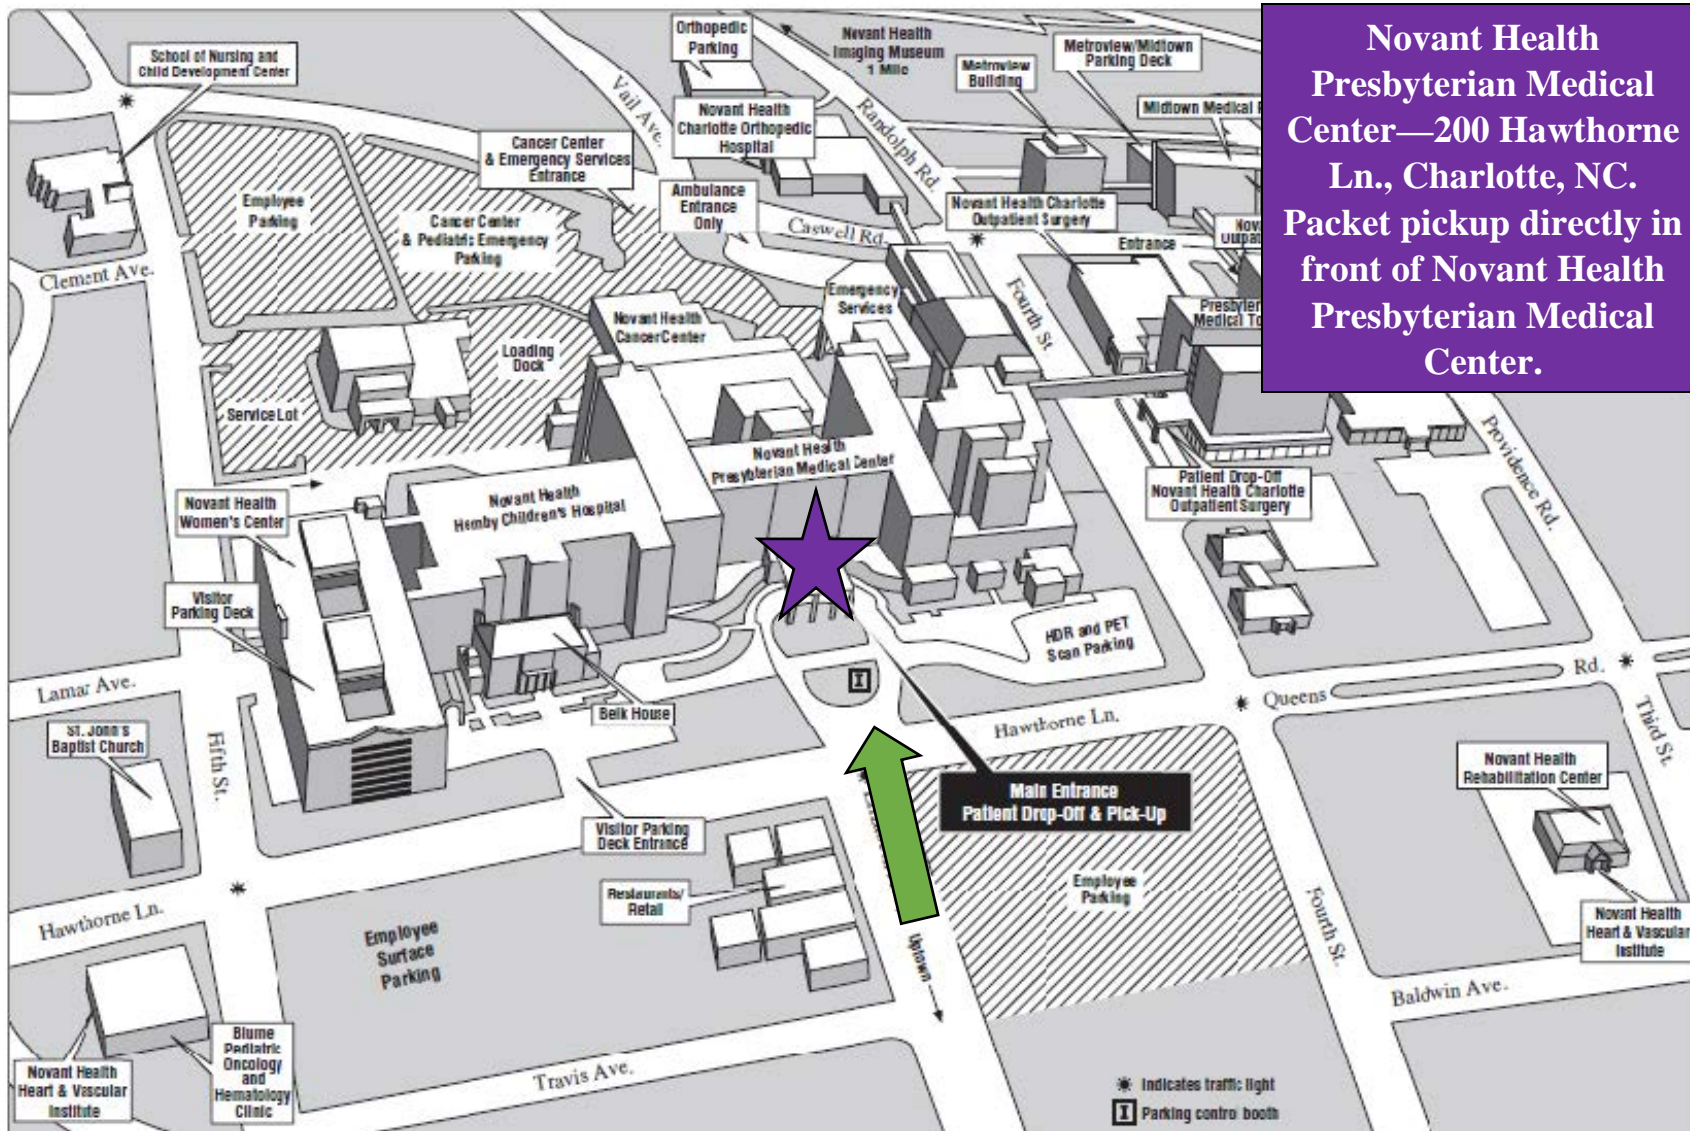 Novant Health
Presbyterian Medical
Center—200 Hawthorne
Ln., Charlotte, NC.
Packet pickup directly in
front of Novant Health
Presbyterian Medical
Center.
Orthopedic
Parking
Novant Health
Imaging Museum
1 Mile
Metroview
Building
Metroview/Midtown
Parking Deck
Midtown Medical
School of Nursing and
Child Development Center
Vail Ave.
Randolph Rd.
Novant Health
Charlotte Orthopedic
Hospital
Cancer Center
& Emergency Services
Entrance
Ambulance
Entrance
Only
Employee
Parking
Cancer Center
& Pediatric Emergency
Parking
Caswell Rd.
Novant Health Charlotte
Outpatient Surgery
Entrance
Clement Ave.
Emergency
Services
Fourth St.
Novant Health
Cancer Center
Loading
Dock
Service Lot
Novant Health
Presybterian Medical Center
Novant Health
Hemby Children's Hospital
Novant Health
Women's Center
Patient Drop-Off
Novant Health Charlotte
Outpatient Surgery
Providence Rd.
Visitor
Parking Deck
HDR and PET
Scan Parking
Lamar Ave.
Belk House
I
Hawthorne Ln.
Queens
Rd.
Third St.
St. John's
Baptist Church
Fifth St.
Main Entrance
Patient Drop-Off & Pick-Up
Novant Health
Rehabilitation Center
Visitor Parking
Deck Entrance
Restaurants/
Retail
Employee
Parking
Hawthorne Ln.
Employee
Surface
Parking
Uptown
Fourth St.
Novant Health
Heart & Vascular
Institute
Baldwin Ave.
Blume
Pediatric
Oncology
and
Hematology
Clinic
Novant Health
Heart & Vascular
Institute
Travis Ave.
Indicates traffic light
I Parking control booth